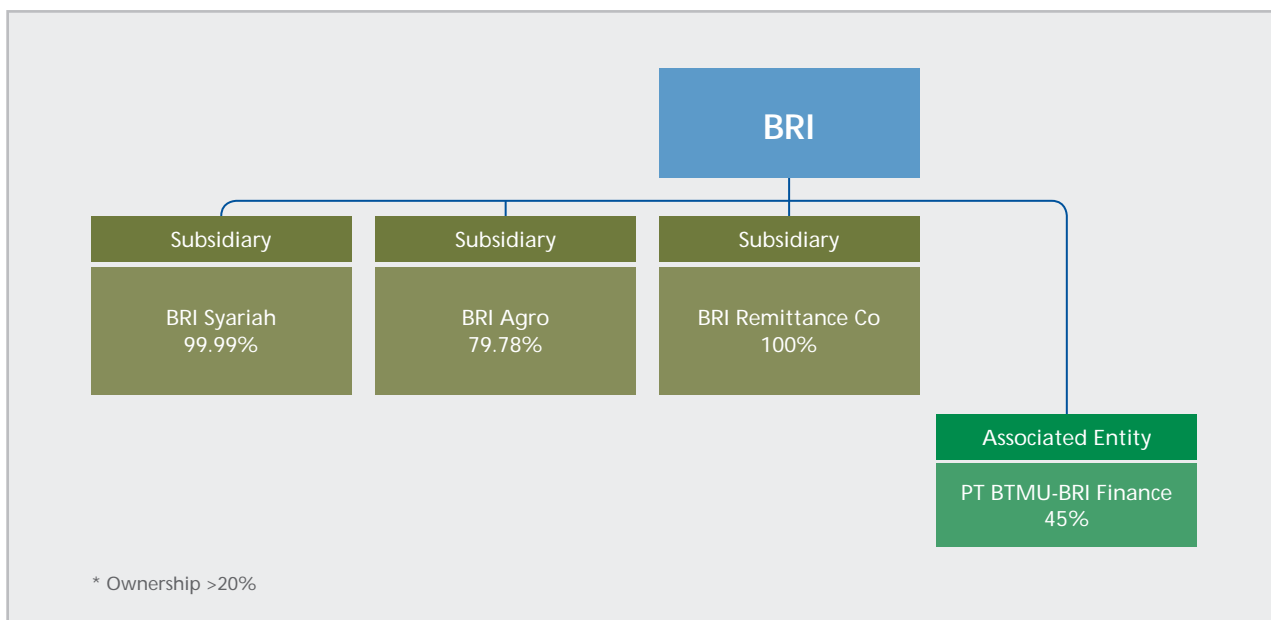 BRI
Subsidiary
BRI Syariah
99.99%
Subsidiary
BRI Agro
79.78%
Subsidiary
BRI Remittance Co
100%
Associated Entity
PT BTMU-BRI Finance
45%
* Ownership >20%